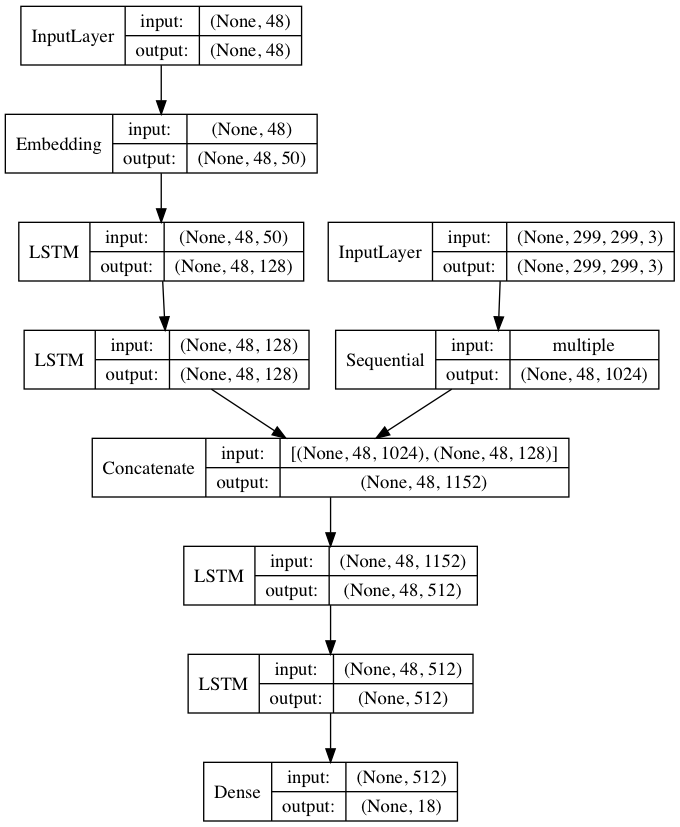 InputLayer
input: (None, 48)
output: (None, 48)
Embedding
input: (None, 48)
output: (None, 48, 50)
LSTM
input: (None, 48, 50)
output: (None, 48, 128)
InputLayer
input: (None, 299, 299, 3)
output: (None, 299, 299, 3)
LSTM
input: (None, 48, 128)
output: (None, 48, 128)
Sequential
input: multiple
output: (None, 48, 1024)
Concatenate
input: [(None, 48, 1024), (None, 48, 128)]
output: (None, 48, 1152)
LSTM
input: (None, 48, 1152)
output: (None, 48, 512)
LSTM
input: (None, 48, 512)
output: (None, 512)
Dense
input: (None, 512)
output: (None, 18)